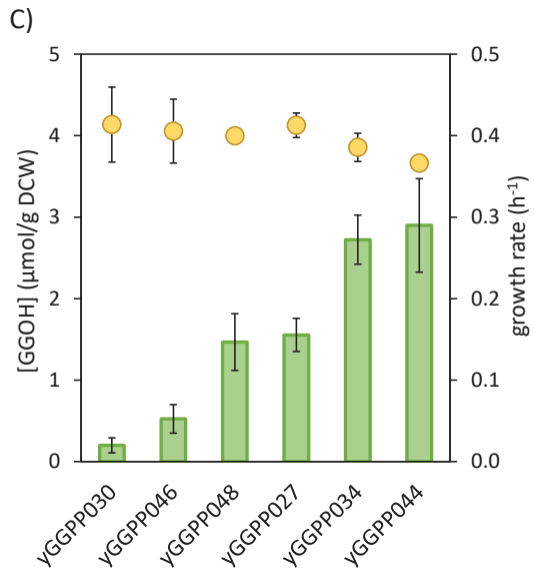 C)
[GGOH] (µmol/g DCW)
5
4
3
2
1
0
0.5
0.4
0.3
0.2
0.1
0.0
growth rate (h⁻¹)
yGGPP030
yGGPP046
yGGPP048
yGGPP027
yGGPP034
yGGPP044